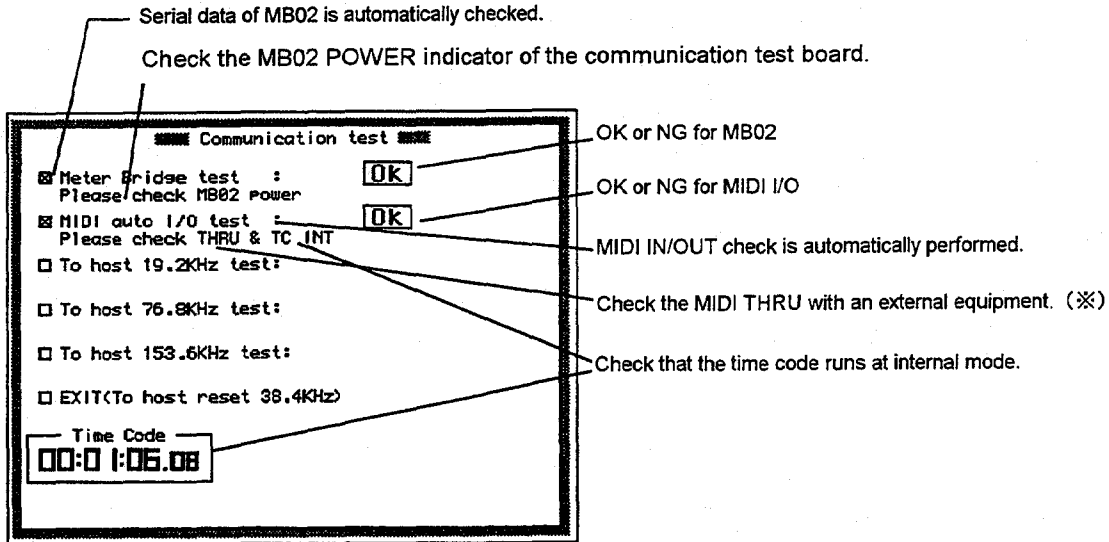 Serial data of MB02 is automatically checked.
Check the MB02 POWER indicator of the communication test board.
Communication test
Meter Bridge test :
OK
Please check MB02 power
MIDI auto I/O test :
OK
Please check THRU & TC INT
To host 19.2KHz test:
To host 76.8KHz test:
To host 153.6KHz test:
EXIT(To host reset 38.4KHz)
Time Code
00:01:06.08
OK or NG for MB02
OK or NG for MIDI I/O
MIDI IN/OUT check is automatically performed.
Check the MIDI THRU with an external equipment. (※)
Check that the time code runs at internal mode.